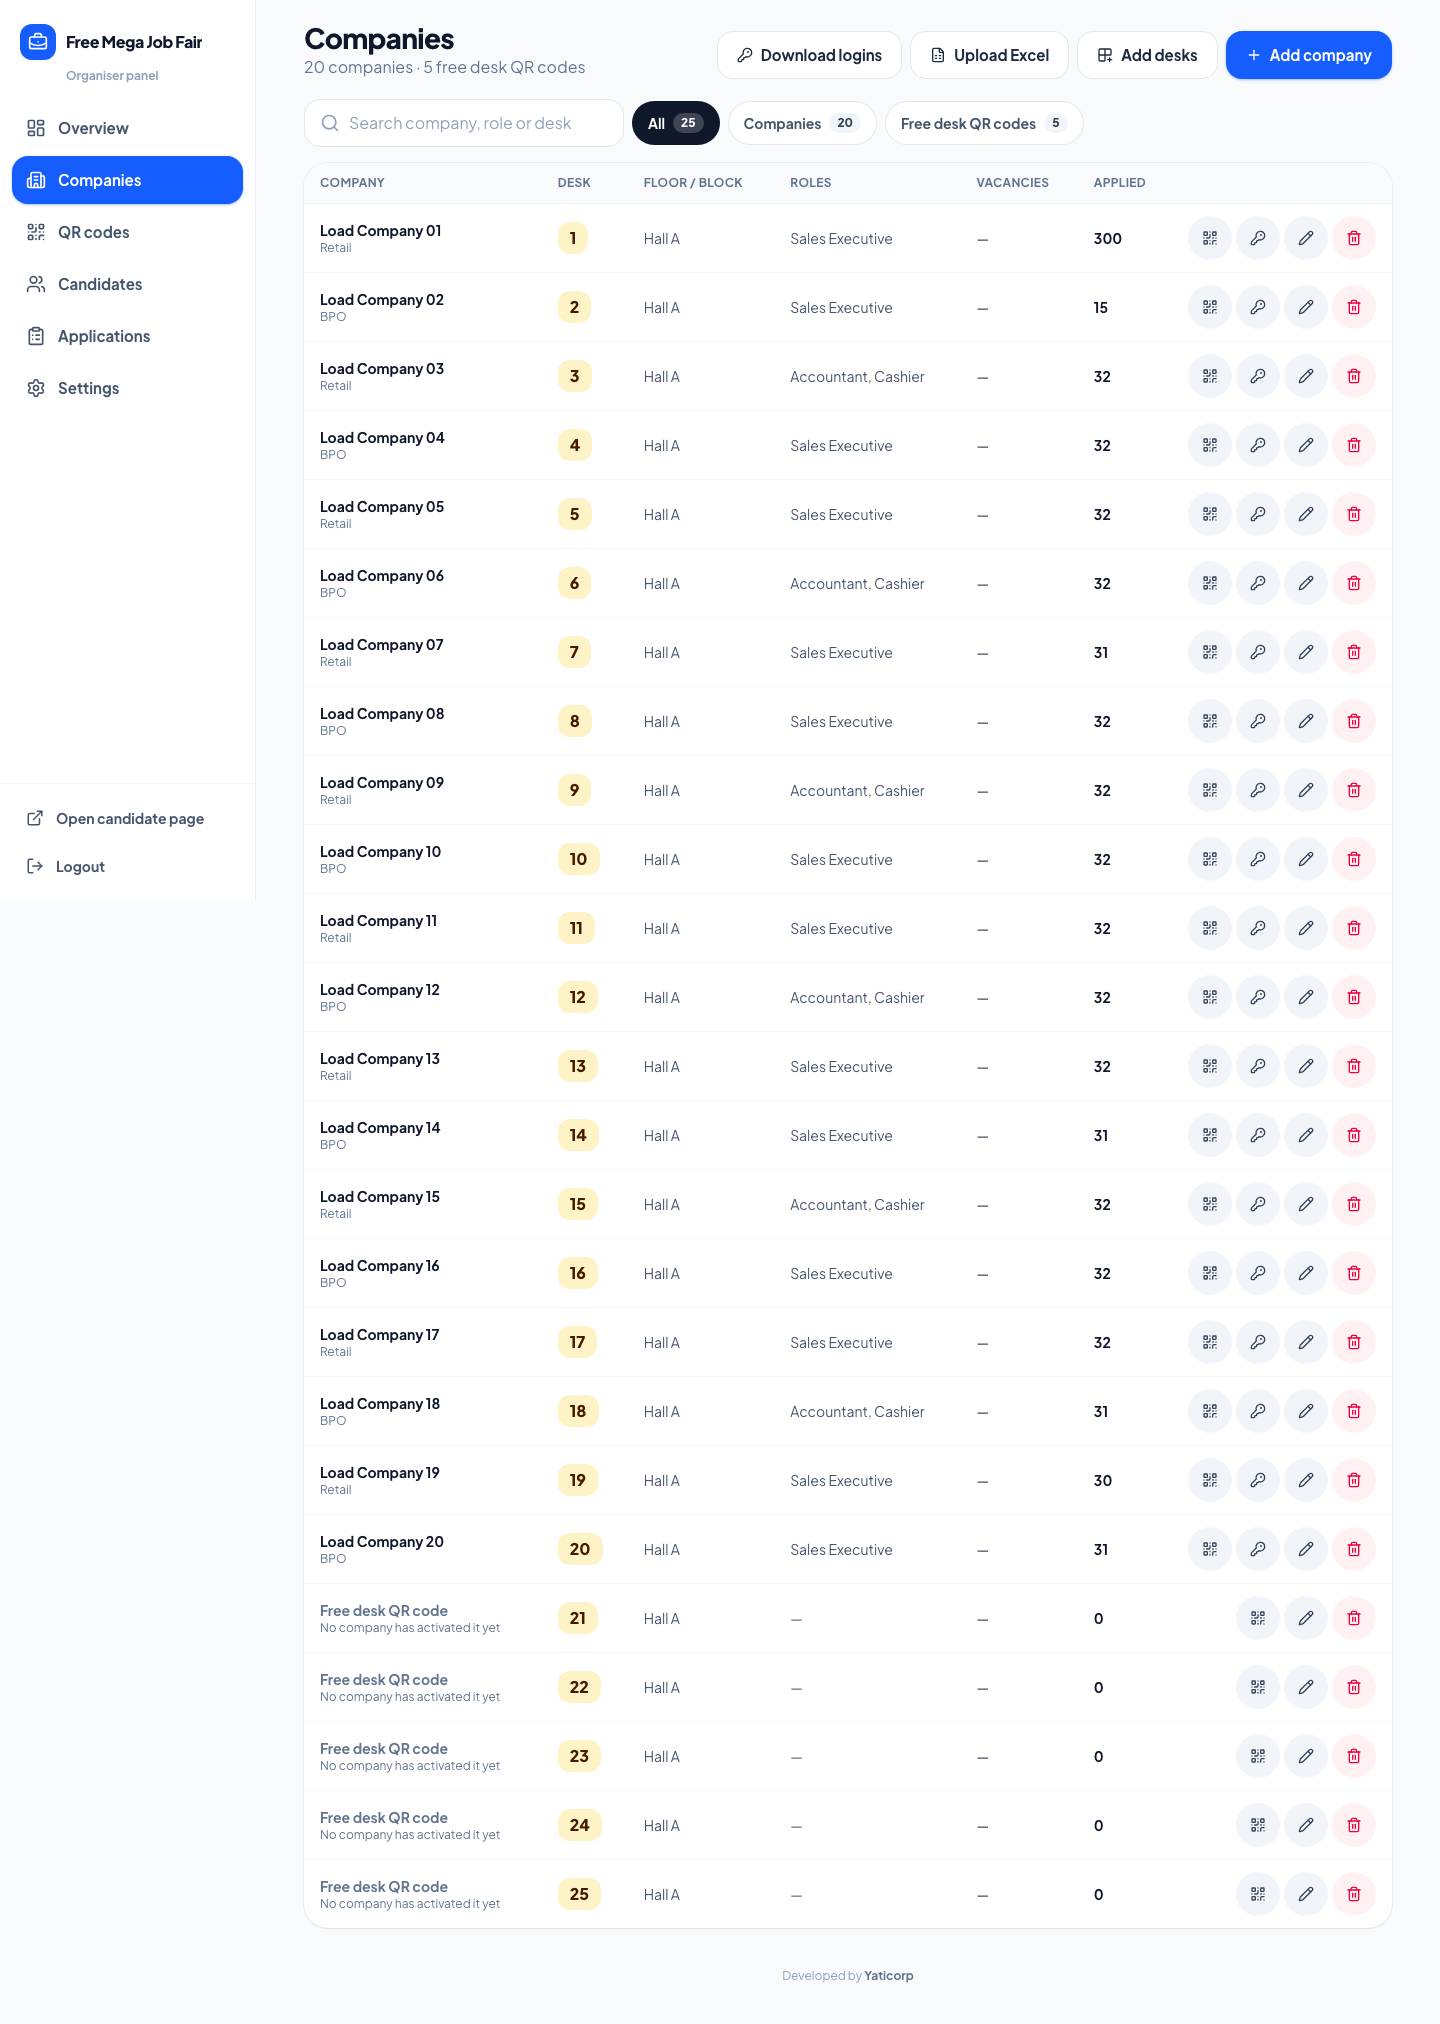 Free Mega Job Fair
Organiser panel
Overview
Companies
QR codes
Candidates
Applications
Settings
Open candidate page
Logout
Companies
20 companies · 5 free desk QR codes
Download logins
Upload Excel
Add desks
+ Add company
Search company, role or desk
All 25
Companies 20
Free desk QR codes 5
COMPANY DESK FLOOR / BLOCK ROLES VACANCIES APPLIED
Load Company 01 1 Hall A Sales Executive — 300
Retail
Load Company 02 2 Hall A Sales Executive — 15
BPO
Load Company 03 3 Hall A Accountant, Cashier — 32
Retail
Load Company 04 4 Hall A Sales Executive — 32
BPO
Load Company 05 5 Hall A Sales Executive — 32
Retail
Load Company 06 6 Hall A Accountant, Cashier — 32
BPO
Load Company 07 7 Hall A Sales Executive — 31
Retail
Load Company 08 8 Hall A Sales Executive — 32
BPO
Load Company 09 9 Hall A Accountant, Cashier — 32
Retail
Load Company 10 10 Hall A Sales Executive — 32
BPO
Load Company 11 11 Hall A Sales Executive — 32
Retail
Load Company 12 12 Hall A Accountant, Cashier — 32
BPO
Load Company 13 13 Hall A Sales Executive — 32
Retail
Load Company 14 14 Hall A Sales Executive — 31
BPO
Load Company 15 15 Hall A Accountant, Cashier — 32
Retail
Load Company 16 16 Hall A Sales Executive — 32
BPO
Load Company 17 17 Hall A Sales Executive — 32
Retail
Load Company 18 18 Hall A Accountant, Cashier — 31
BPO
Load Company 19 19 Hall A Sales Executive — 30
Retail
Load Company 20 20 Hall A Sales Executive — 31
BPO
Free desk QR code 21 Hall A — — 0
No company has activated it yet
Free desk QR code 22 Hall A — — 0
No company has activated it yet
Free desk QR code 23 Hall A — — 0
No company has activated it yet
Free desk QR code 24 Hall A — — 0
No company has activated it yet
Free desk QR code 25 Hall A — — 0
No company has activated it yet
Developed by Yaticorp